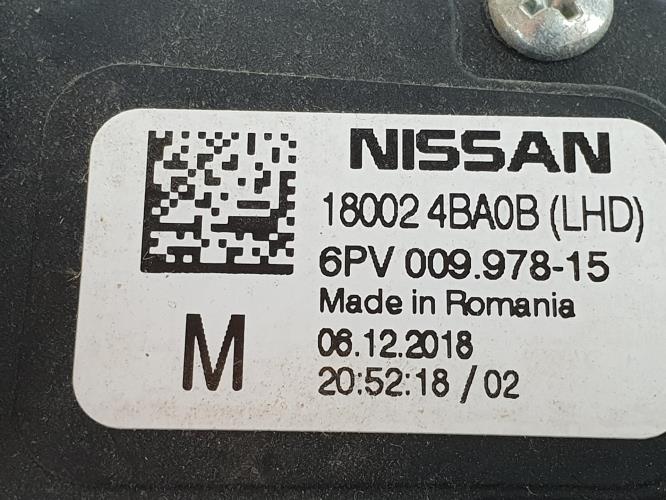 NISSAN
18002 4BA0B (LHD)
6PV 009.978-15
Made in Romania
06.12.2018
20:52:18 / 02
M